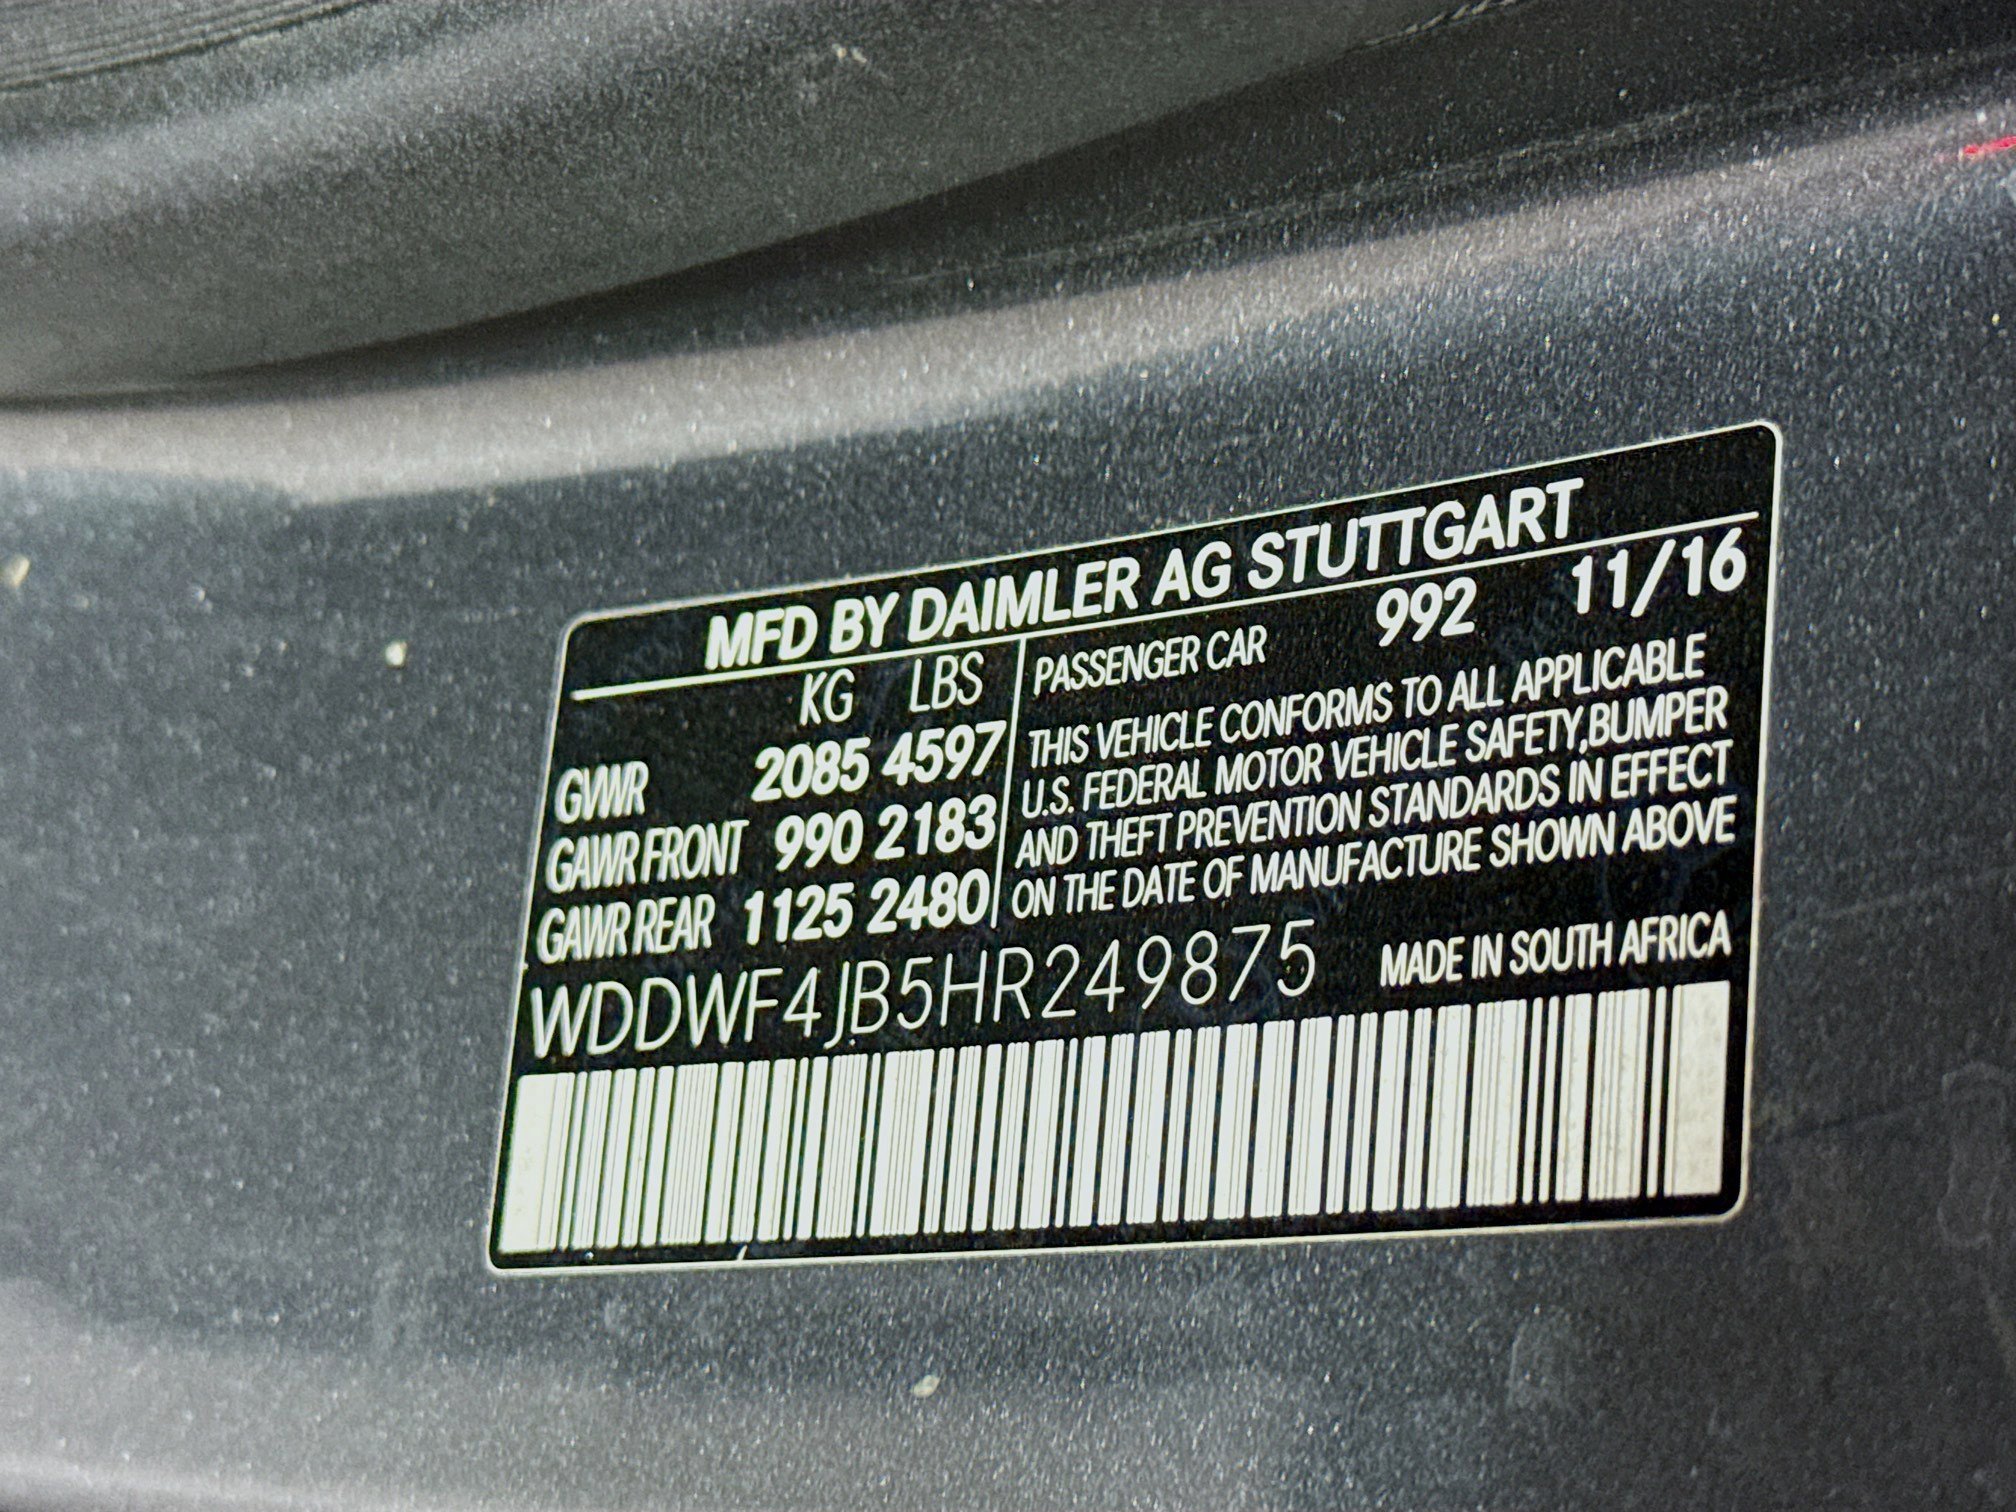 MFD BY DAIMLER AG STUTTGART
KG LBS
GVWR 2085 4597
GAWR FRONT 990 2183
GAWR REAR 1125 2480
PASSENGER CAR 992 11/16
THIS VEHICLE CONFORMS TO ALL APPLICABLE
U.S. FEDERAL MOTOR VEHICLE SAFETY,BUMPER
AND THEFT PREVENTION STANDARDS IN EFFECT
ON THE DATE OF MANUFACTURE SHOWN ABOVE
WDDWF4JB5HR249875 MADE IN SOUTH AFRICA